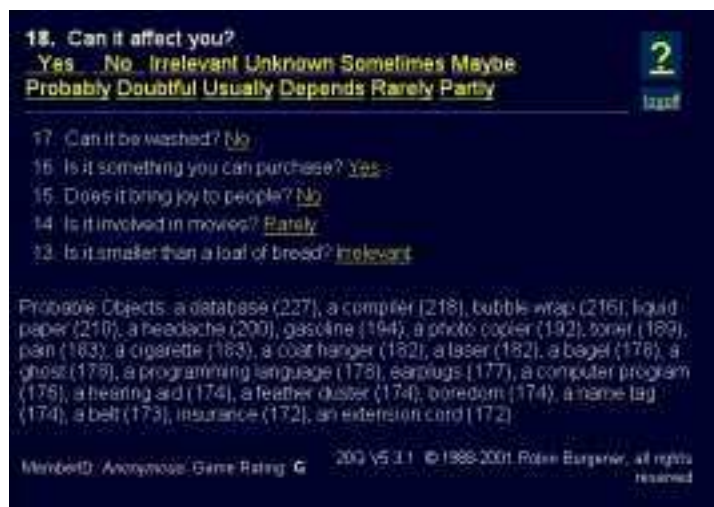 18. Can it affect you?
Yes No Irrelevant Unknown Sometimes Maybe
Probably Doubtful Usually Depends Rarely Partly
?
logoff
17. Can it be washed? No
16. Is it something you can purchase? Yes
15. Does it bring joy to people? No
14. Is it involved in movies? Rarely
13. Is it smaller than a loaf of bread? Irrelevant
Probable Objects: a database (227), a compiler (218), bubble wrap (216), liquid
paper (210), a headache (200), gasoline (194), a photo copier (192), toner (189),
pain (183), a cigarette (183), a coat hanger (182), a laser (182), a bagel (178), a
ghost (178), a programming language (178), earplugs (177), a computer program
(175), a hearing aid (174), a feather duster (174), boredom (174), a name tag
(174), a belt (173), insurance (172), an extension cord (172)
MemberID: Anonymous Game Rating: G
20Q V5.3.1 © 1988-2001 Robin Burgener, all rights
reserved